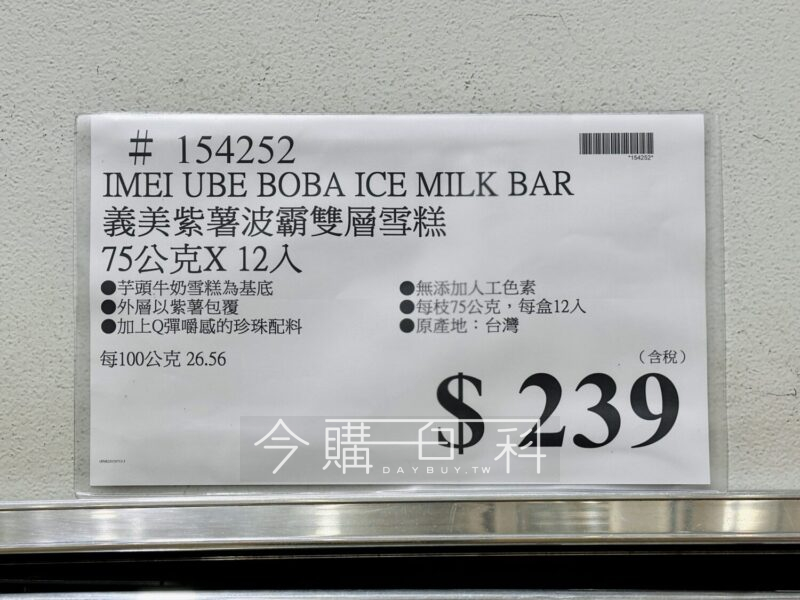 # 154252
*154252*
IMEI UBE BOBA ICE MILK BAR
義美紫薯波霸雙層雪糕
75公克X 12入
●芋頭牛奶雪糕為基底
●外層以紫薯包覆
●加上Q彈嚼感的珍珠配料
●無添加人工色素
●每枝75公克，每盒12入
●原產地：台灣
每100公克 26.56
（含稅）
$ 239
今購百科
DAYBUY.TW